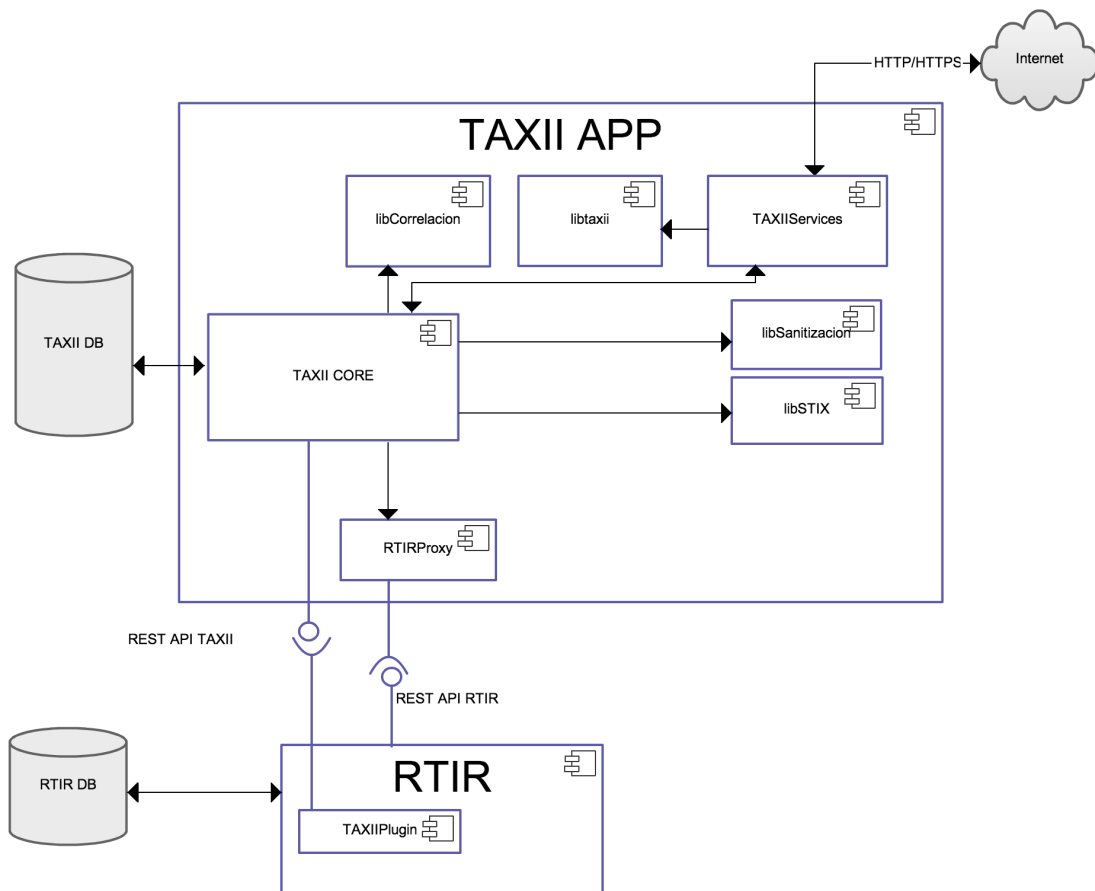 Internet
HTTP/HTTPS
TAXII APP
libCorrelacion
libtaxii
TAXIIServices
TAXII DB
TAXII CORE
libSanitizacion
libSTIX
RTIRProxy
REST API TAXII
REST API RTIR
RTIR DB
RTIR
TAXIIPlugin